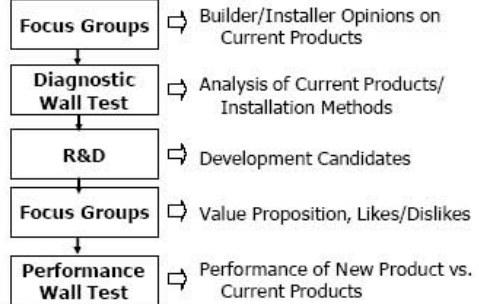 Focus Groups
Builder/Installer Opinions on
Current Products
Diagnostic
Wall Test
Analysis of Current Products/
Installation Methods
R&D
Development Candidates
Focus Groups
Value Proposition, Likes/Dislikes
Performance
Wall Test
Performance of New Product vs.
Current Products